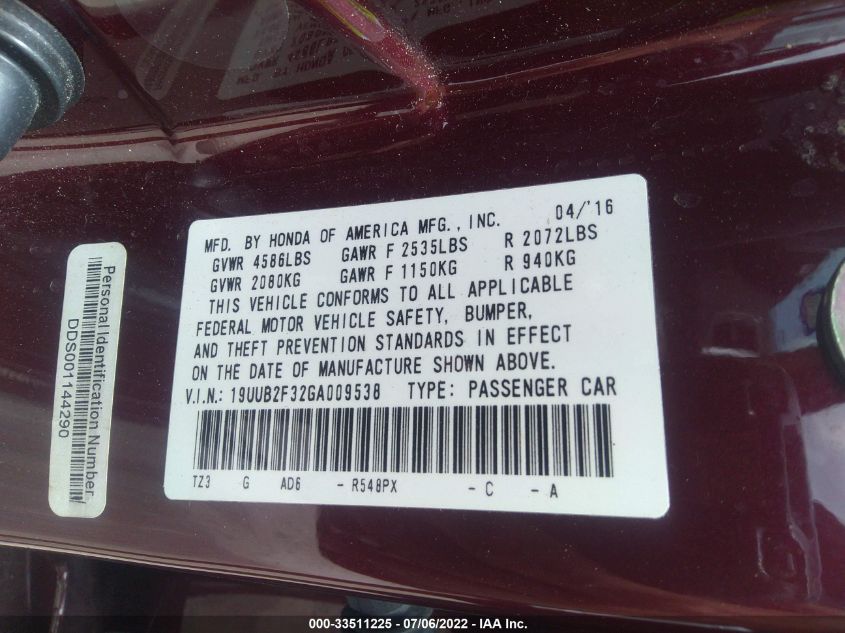 MFD. BY HONDA OF AMERICA MFG., INC. 04/'16
GVWR 4586LBS GAWR F 2535LBS R 2072LBS
GVWR 2080KG GAWR F 1150KG R 940KG
THIS VEHICLE CONFORMS TO ALL APPLICABLE
FEDERAL MOTOR VEHICLE SAFETY, BUMPER,
AND THEFT PREVENTION STANDARDS IN EFFECT
ON THE DATE OF MANUFACTURE SHOWN ABOVE.
V.I.N.: 19UUB2F32GA009538 TYPE: PASSENGER CAR
TZ3 G AD6 - R548PX - C - A
Personal Identification Number
DDS001144290
000-33511225 - 07/06/2022 - IAA Inc.